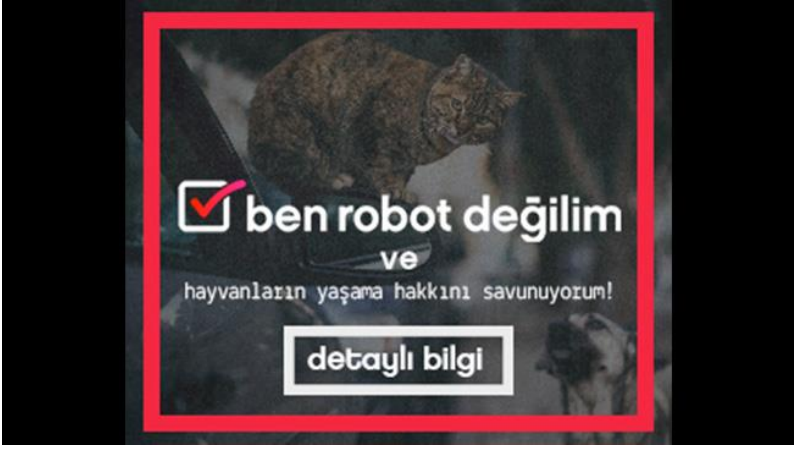 ben robot değilim
ve
hayvanların yaşama hakkını savunuyorum!
detaylı bilgi